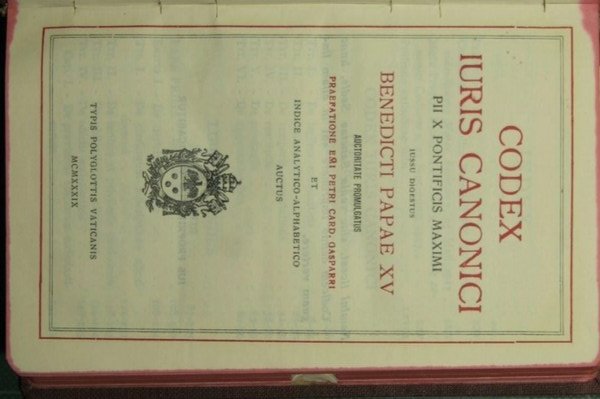 CODEX
IURIS CANONICI
PII X PONTIFICIS MAXIMI
IUSSU DIGESTUS
BENEDICTI PAPAE XV
AUCTORITATE PROMULGATUS
PRAEFATIONE EMI PETRI CARD. GASPARRI
ET
INDICE ANALYTICO-ALPHABETICO
AUCTUS
TYPIS POLYGLOTTIS VATICANIS
MCMXXXIX